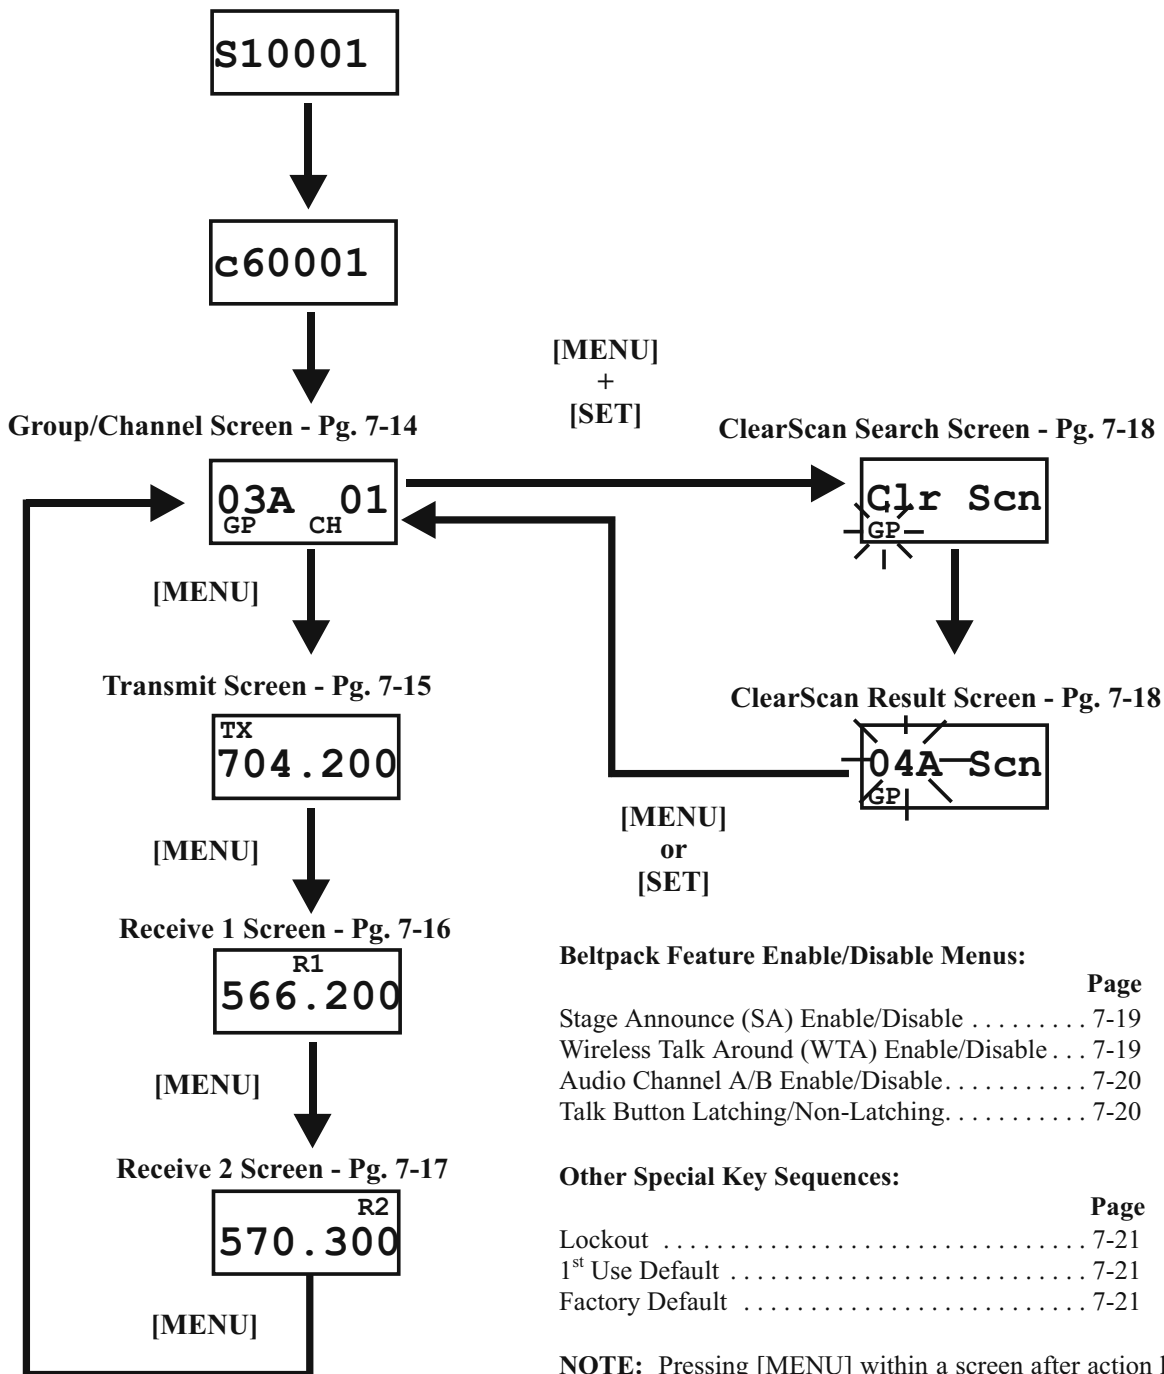 S10001
c60001
[MENU]
+
[SET]
Group/Channel Screen - Pg. 7-14
ClearScan Search Screen - Pg. 7-18
03A 01
GP CH
Clr Scn
GP
[MENU]
Transmit Screen - Pg. 7-15
ClearScan Result Screen - Pg. 7-18
TX
704.200
04A Scn
GP
[MENU]
or
[SET]
[MENU]
Receive 1 Screen - Pg. 7-16
R1
566.200
[MENU]
Receive 2 Screen - Pg. 7-17
R2
570.300
[MENU]
Beltpack Feature Enable/Disable Menus:
Page
Stage Announce (SA) Enable/Disable . . . . . . . . . 7-19
Wireless Talk Around (WTA) Enable/Disable . . . 7-19
Audio Channel A/B Enable/Disable. . . . . . . . . . . 7-20
Talk Button Latching/Non-Latching. . . . . . . . . . . 7-20
Other Special Key Sequences:
Page
Lockout . . . . . . . . . . . . . . . . . . . . . . . . . . . . . . . . 7-21
1st Use Default . . . . . . . . . . . . . . . . . . . . . . . . . . . 7-21
Factory Default . . . . . . . . . . . . . . . . . . . . . . . . . . 7-21
NOTE: Pressing [MENU] within a screen after action